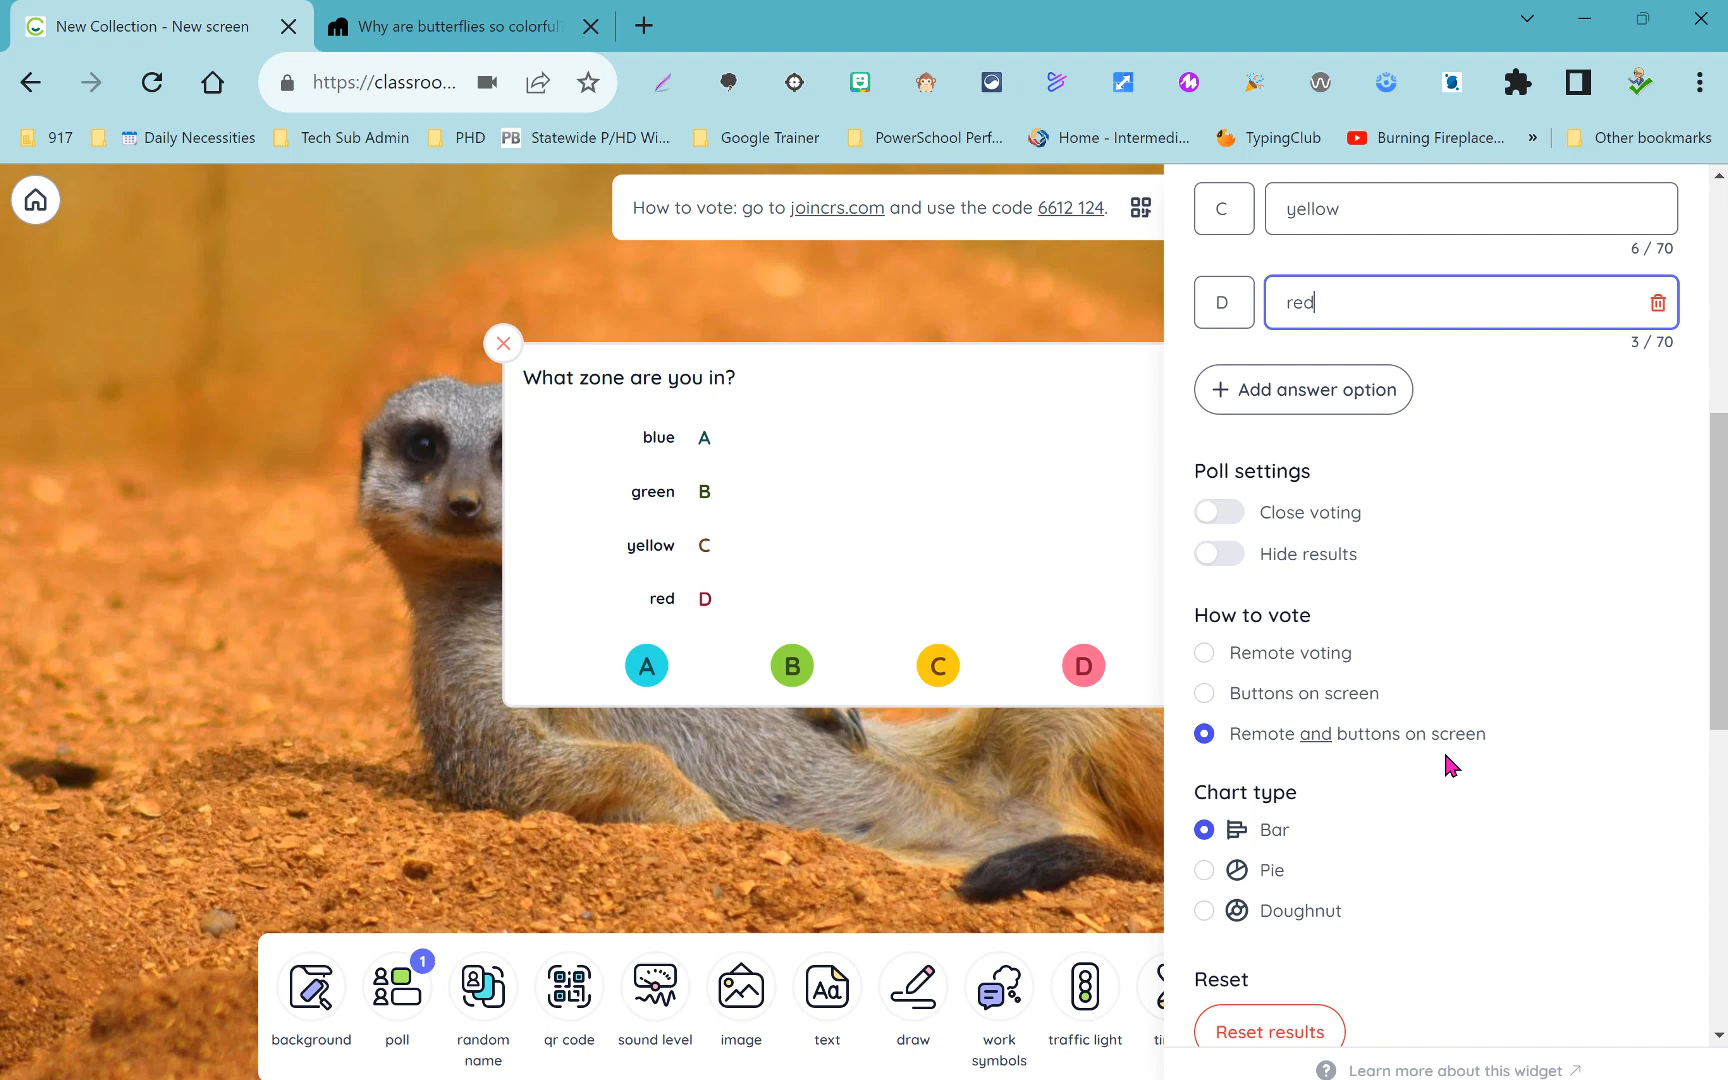 New Collection - New screen
Why are butterflies so colorful
https://classroo...
917
Daily Necessities
Tech Sub Admin
PHD
PB Statewide P/HD Wi...
Google Trainer
PowerSchool Perf...
Home - Intermedi...
TypingClub
Burning Fireplace...
»
Other bookmarks
How to vote: go to joincrs.com and use the code 6612 124.
What zone are you in?
blue A
green B
yellow C
red D
A B C D
background
poll
1
random name
qr code
sound level
image
Aa
text
draw
work symbols
traffic light
ti
C yellow
6 / 70
D red
3 / 70
+ Add answer option
Poll settings
Close voting
Hide results
How to vote
Remote voting
Buttons on screen
Remote and buttons on screen
Chart type
Bar
Pie
Doughnut
Reset
Reset results
? Learn more about this widget